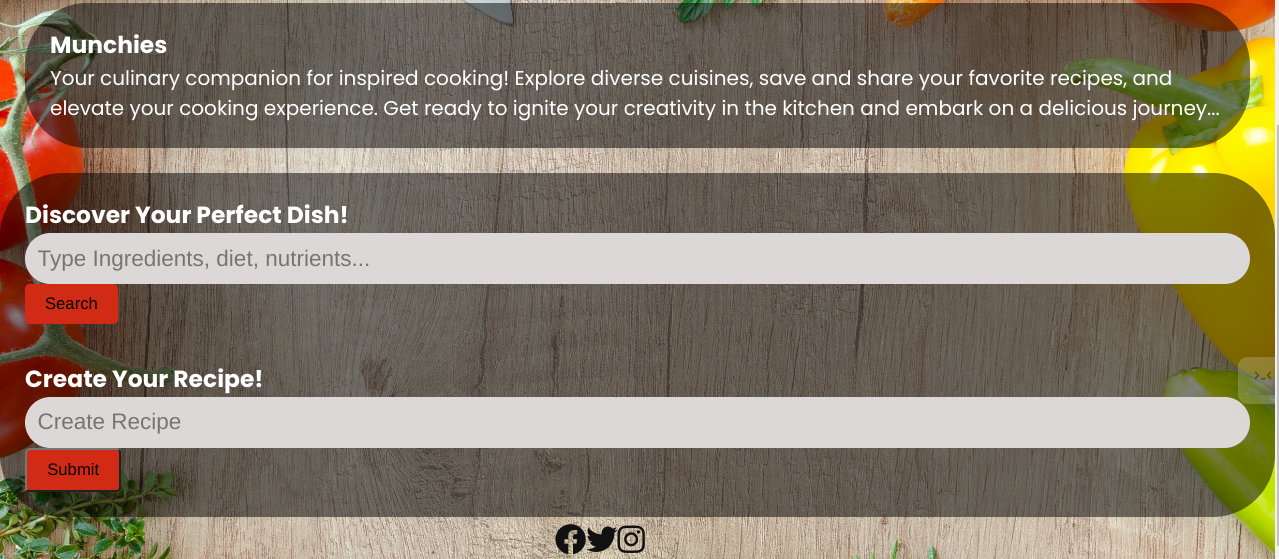 Munchies
Your culinary companion for inspired cooking! Explore diverse cuisines, save and share your favorite recipes, and
elevate your cooking experience. Get ready to ignite your creativity in the kitchen and embark on a delicious journey...
Discover Your Perfect Dish!
Type Ingredients, diet, nutrients...
Search
Create Your Recipe!
Create Recipe
Submit